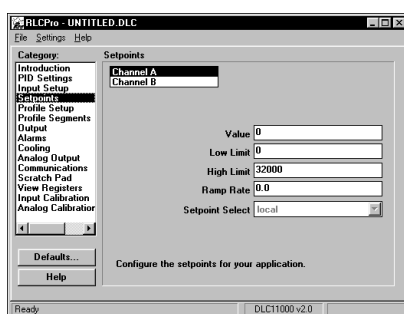 RLCPro - UNTITLED.DLC
File Settings Help
Category:
Introduction
PID Settings
Input Setup
Setpoints
Profile Setup
Profile Segments
Output
Alarms
Cooling
Analog Output
Communications
Scratch Pad
View Registers
Input Calibration
Analog Calibration
Defaults...
Help
Setpoints
Channel A
Channel B
Value 0
Low Limit 0
High Limit 32000
Ramp Rate 0.0
Setpoint Select local
Configure the setpoints for your application.
Ready DLC11000 v2.0